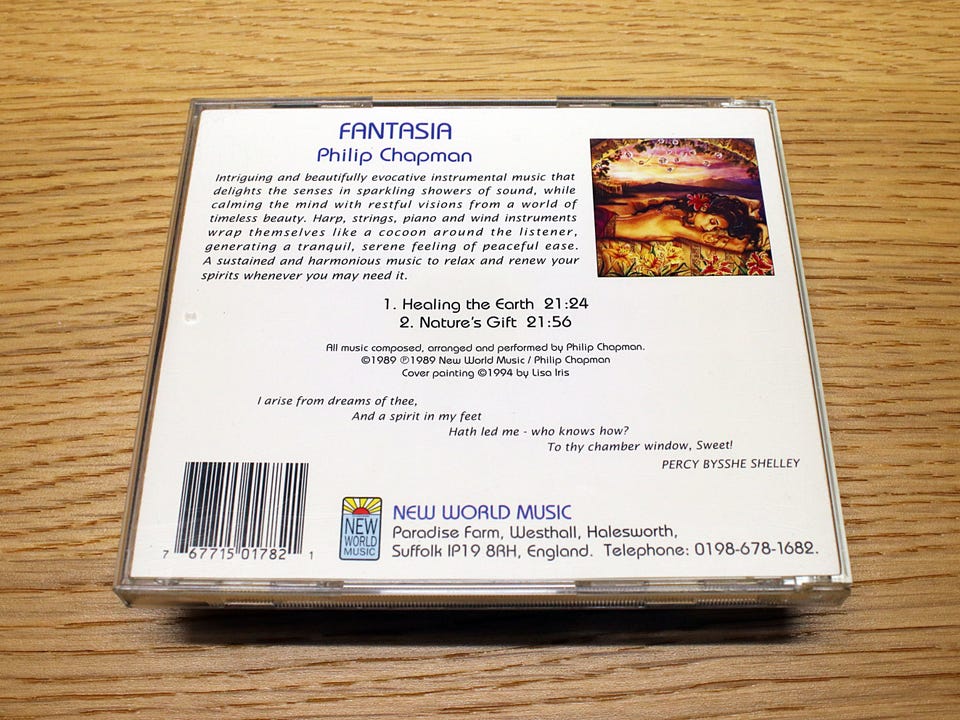 FANTASIA
Philip Chapman
Intriguing and beautifully evocative instrumental music that
delights the senses in sparkling showers of sound, while
calming the mind with restful visions from a world of
timeless beauty. Harp, strings, piano and wind instruments
wrap themselves like a cocoon around the listener,
generating a tranquil, serene feeling of peaceful ease.
A sustained and harmonious music to relax and renew your
spirits whenever you may need it.
1. Healing the Earth 21:24
2. Nature's Gift 21:56
All music composed, arranged and performed by Philip Chapman.
©1989 ℗1989 New World Music / Philip Chapman
Cover painting ©1994 by Lisa Iris
I arise from dreams of thee,
And a spirit in my feet
Hath led me - who knows how?
To thy chamber window, Sweet!
PERCY BYSSHE SHELLEY
7 67715 01782 1
NEW
WORLD
MUSIC
NEW WORLD MUSIC
Paradise Farm, Westhall, Halesworth,
Suffolk IP19 8RH, England. Telephone: 0198-678-1682.